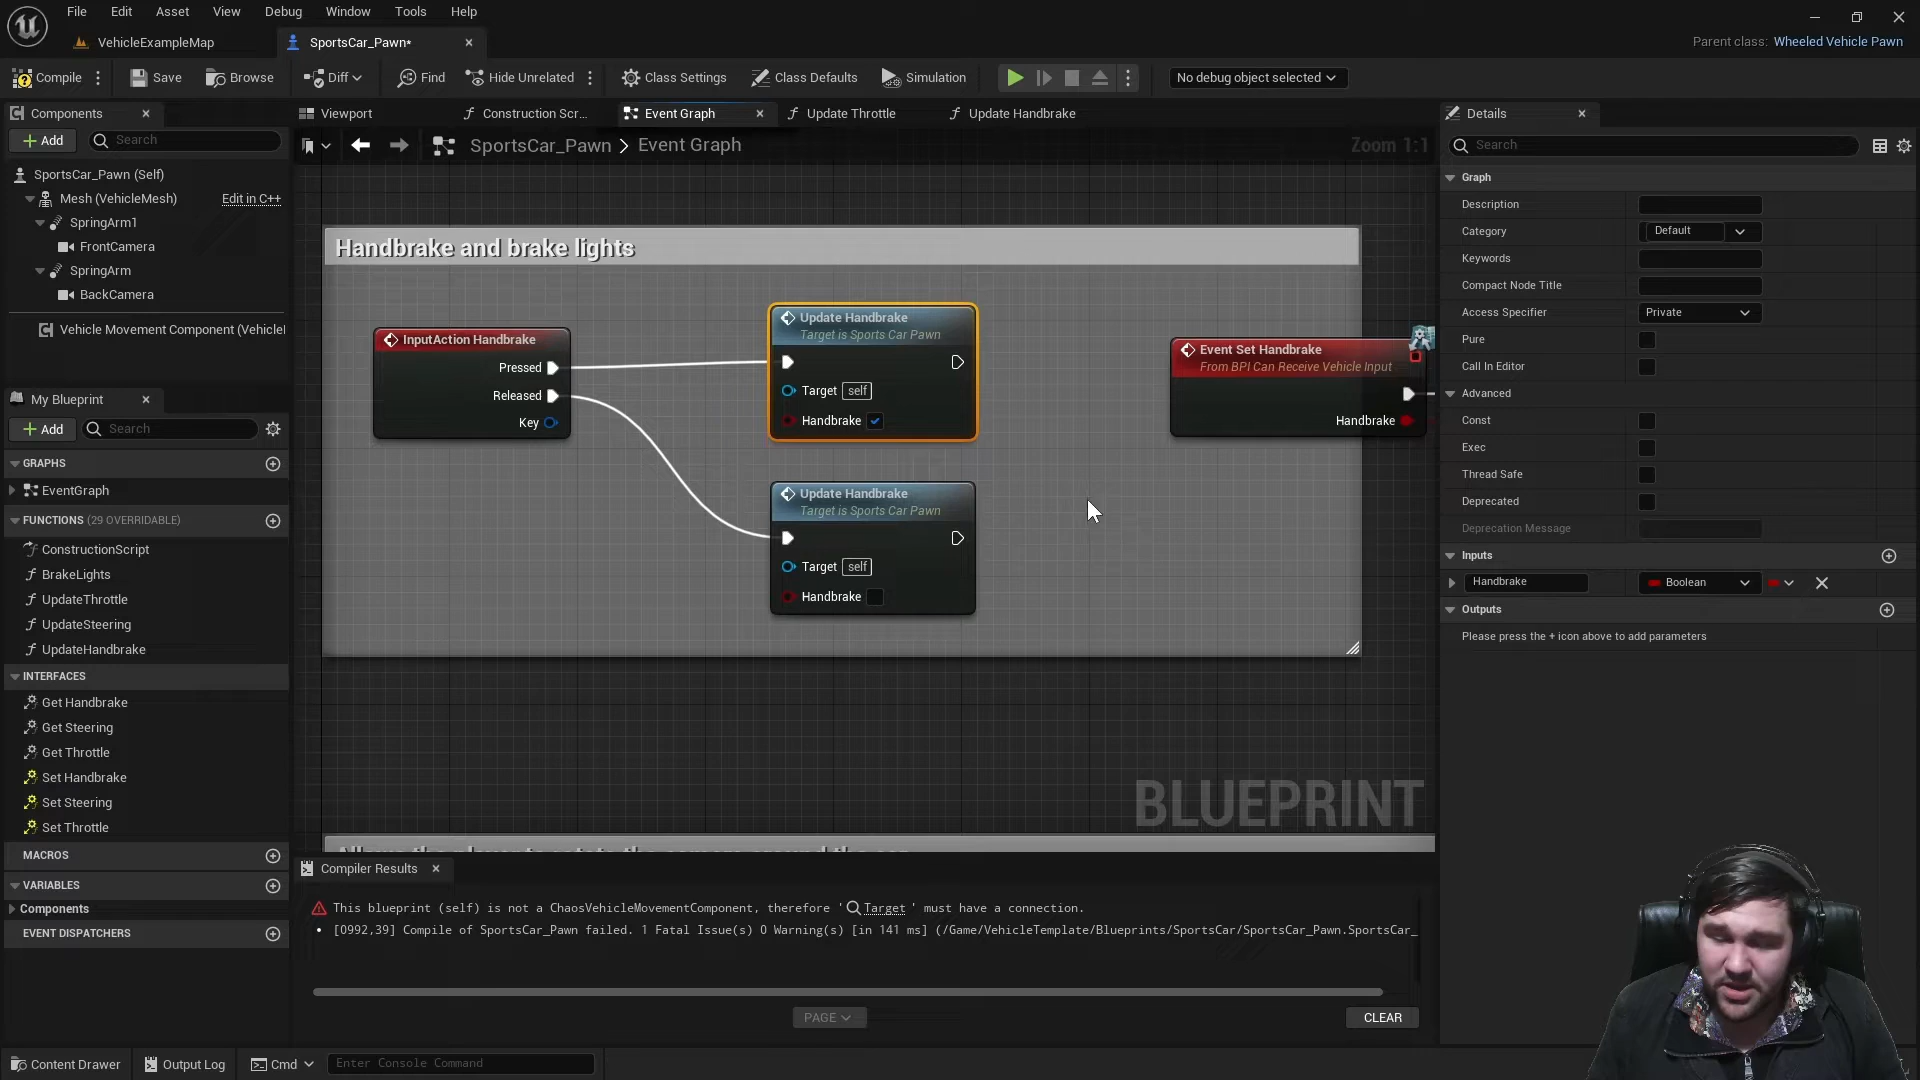 File Edit Asset View Debug Window Tools Help
VehicleExampleMap
SportsCar_Pawn*
Parent class: Wheeled Vehicle Pawn
Compile Save Browse Diff Find Hide Unrelated Class Settings Class Defaults Simulation No debug object selected
Components
Add
Search
SportsCar_Pawn (Self)
Mesh (VehicleMesh) Edit in C++
SpringArm1
FrontCamera
SpringArm
BackCamera
Vehicle Movement Component (Vehicle
My Blueprint
Add
Search
GRAPHS
EventGraph
FUNCTIONS (29 OVERRIDABLE)
ConstructionScript
BrakeLights
UpdateThrottle
UpdateSteering
UpdateHandbrake
INTERFACES
Get Handbrake
Get Steering
Get Throttle
Set Handbrake
Set Steering
Set Throttle
MACROS
VARIABLES
Components
EVENT DISPATCHERS
Viewport Construction Scr... Event Graph Update Throttle Update Handbrake
SportsCar_Pawn > Event Graph
Zoom 1:1
Handbrake and brake lights
InputAction Handbrake
Pressed
Released
Key
Update Handbrake
Target is Sports Car Pawn
Target self
Handbrake
Update Handbrake
Target is Sports Car Pawn
Target self
Handbrake
Event Set Handbrake
From BPI Can Receive Vehicle Input
Handbrake
BLUEPRINT
Compiler Results
This blueprint (self) is not a ChaosVehicleMovementComponent, therefore ' Target ' must have a connection.
[0992,39] Compile of SportsCar_Pawn failed. 1 Fatal Issue(s) 0 Warning(s) [in 141 ms] (/Game/VehicleTemplate/Blueprints/SportsCar/SportsCar_Pawn.SportsCar_
PAGE
CLEAR
Details
Search
Graph
Description
Category Default
Keywords
Compact Node Title
Access Specifier Private
Pure
Call In Editor
Advanced
Const
Exec
Thread Safe
Deprecated
Deprecation Message
Inputs
Handbrake Boolean
Outputs
Please press the + icon above to add parameters
Content Drawer Output Log Cmd Enter Console Command